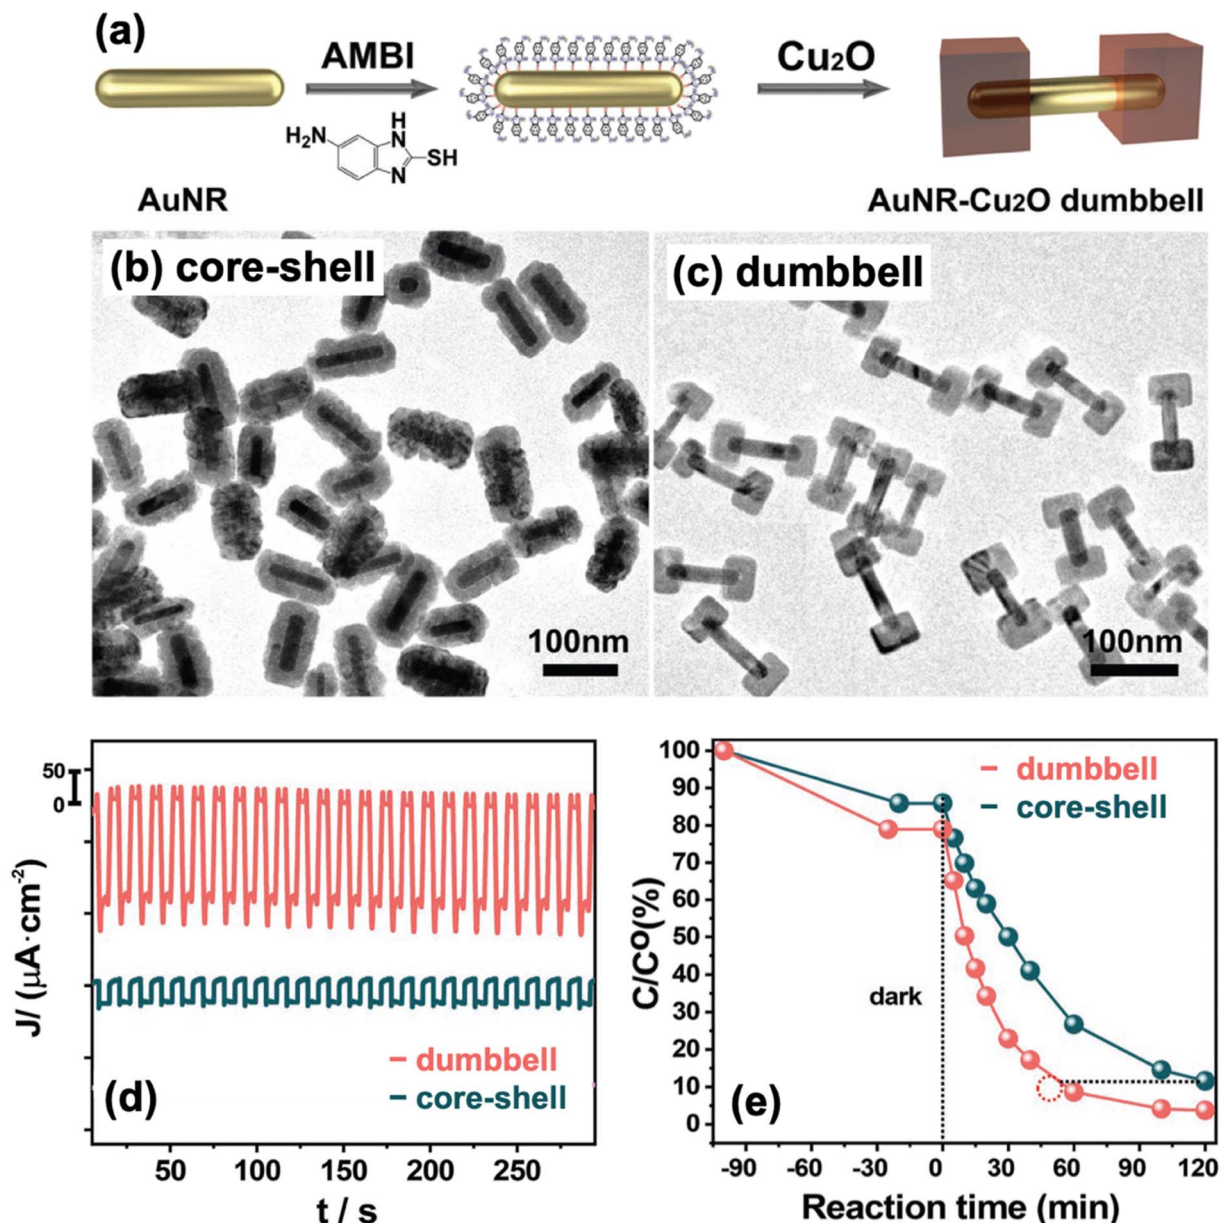 (a)
AMBI
Cu₂O
H₂N
H
N
N
SH
AuNR
AuNR-Cu₂O dumbbell
(b) core-shell
(c) dumbbell
100nm
100nm
50
0
J/ (μA·cm⁻²)
dumbbell
core-shell
(d)
50 100 150 200 250
t / s
100
90
80
70
60
50
40
30
20
10
0
C/C⁰(%)
dumbbell
core-shell
dark
(e)
-90 -60 -30 0 30 60 90 120
Reaction time (min)